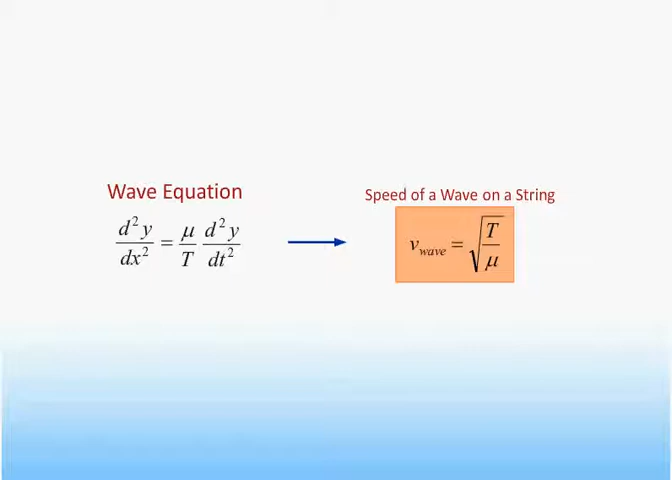 Wave Equation
d²y/dx² = μ/T d²y/dt²
Speed of a Wave on a String
v_wave = √(T/μ)